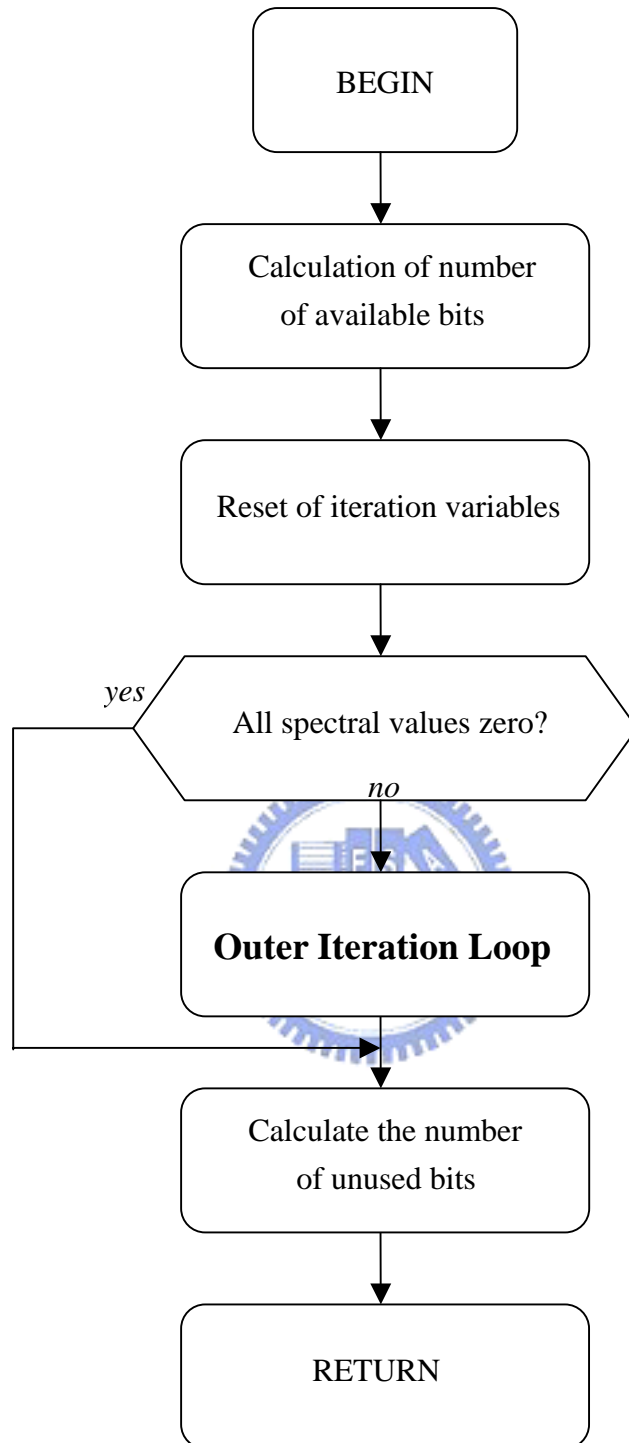 BEGIN
Calculation of number
of available bits
Reset of iteration variables
yes
All spectral values zero?
no
Outer Iteration Loop
Calculate the number
of unused bits
RETURN